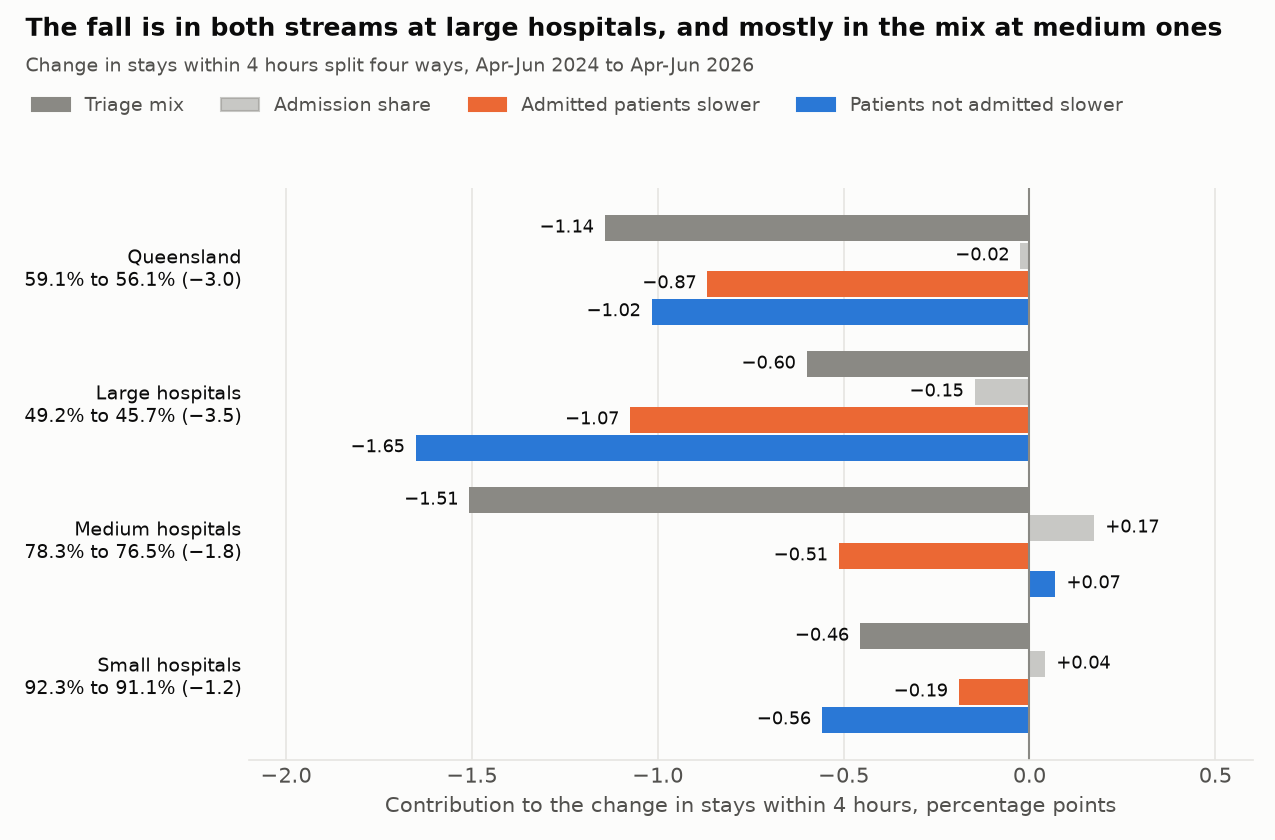 The fall is in both streams at large hospitals, and mostly in the mix at medium ones
Change in stays within 4 hours split four ways, Apr-Jun 2024 to Apr-Jun 2026
Triage mix
Admission share
Admitted patients slower
Patients not admitted slower
Queensland
59.1% to 56.1% (−3.0)
−1.14
−0.02
−0.87
−1.02
Large hospitals
49.2% to 45.7% (−3.5)
−0.60
−0.15
−1.07
−1.65
Medium hospitals
78.3% to 76.5% (−1.8)
−1.51
+0.17
−0.51
+0.07
Small hospitals
92.3% to 91.1% (−1.2)
−0.46
+0.04
−0.19
−0.56
−2.0
−1.5
−1.0
−0.5
0.0
0.5
Contribution to the change in stays within 4 hours, percentage points